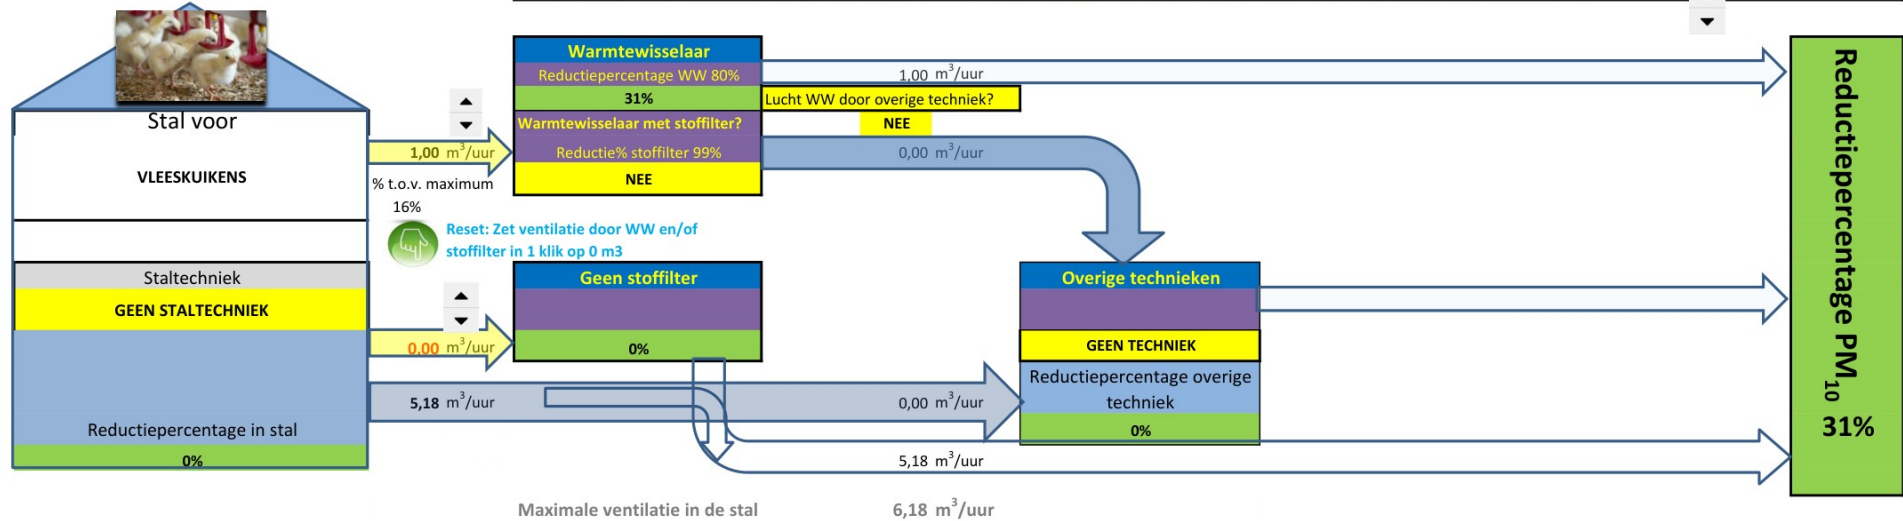 Stal voor
VLEESKUIKENS
Staltechniek
GEEN STALTECHNIEK
Reductiepercentage in stal
0%
1,00 m³/uur
% t.o.v. maximum
16%
Reset: Zet ventilatie door WW en/of
stoffilter in 1 klik op 0 m3
0,00 m³/uur
5,18 m³/uur
Warmtewisselaar
Reductiepercentage WW 80%
31%
Warmtewisselaar met stoffilter?
Reductie% stoffilter 99%
NEE
1,00 m³/uur
Lucht WW door overige techniek?
NEE
0,00 m³/uur
Geen stoffilter
0%
0,00 m³/uur
5,18 m³/uur
Overige technieken
GEEN TECHNIEK
Reductiepercentage overige
techniek
0%
Reductiepercentage PM₁₀
31%
Maximale ventilatie in de stal 6,18 m³/uur